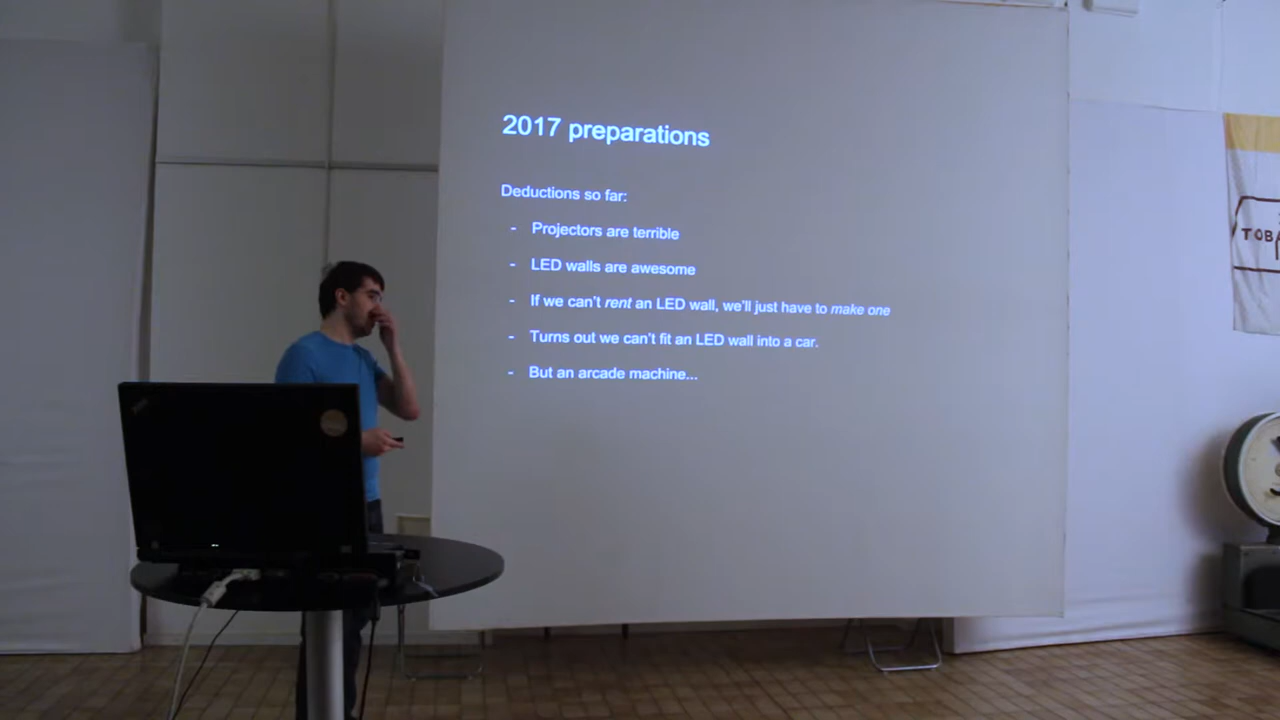 2017 preparations
Deductions so far:
- Projectors are terrible
- LED walls are awesome
- If we can't rent an LED wall, we'll just have to make one
- Turns out we can't fit an LED wall into a car.
- But an arcade machine...